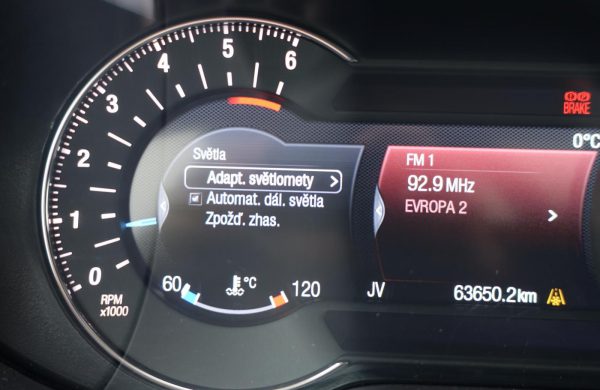 0
1
2
3
4
5
6
RPM
x1000
Světla
Adapt. světlomety >
Automat. dál. světla
Zpožď. zhas.
60 °C 120
BRAKE
0°C
FM 1
92.9 MHz
EVROPA 2
JV 63650.2km